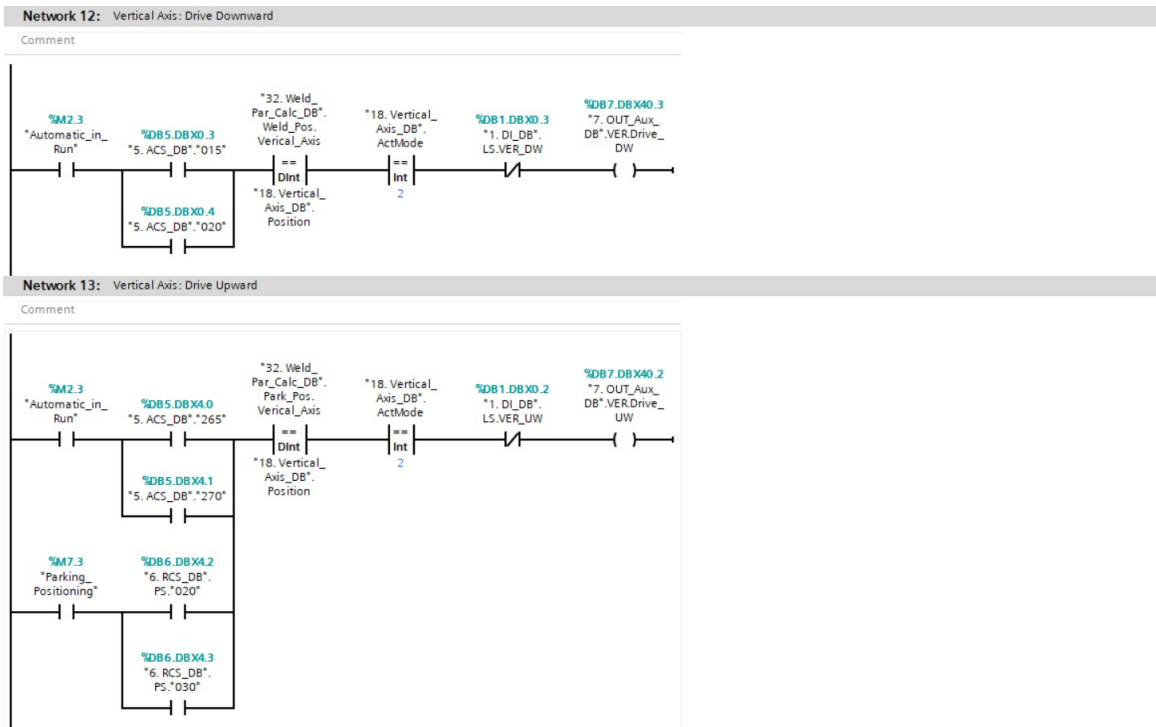 Network 12: Vertical Axis: Drive Downward
Comment
"32. Weld_
Par_Calc_DB".
Weld_Pos.
Verical_Axis
"18. Vertical_
Axis_DB".
ActMode
%DB7.DBX40.3
"7. OUT_Aux_
DB".VER.Drive_
DW
%M2.3
"Automatic_in_
Run"
%DB5.DBX0.3
"5. ACS_DB"."015"
%DB1.DBX0.3
"1. DI_DB".
LS.VER_DW
==
DInt
==
Int
"18. Vertical_
Axis_DB".
Position
2
%DB5.DBX0.4
"5. ACS_DB"."020"
Network 13: Vertical Axis: Drive Upward
Comment
"32. Weld_
Par_Calc_DB".
Park_Pos.
Verical_Axis
"18. Vertical_
Axis_DB".
ActMode
%DB7.DBX40.2
"7. OUT_Aux_
DB".VER.Drive_
UW
%M2.3
"Automatic_in_
Run"
%DB5.DBX4.0
"5. ACS_DB"."265"
%DB1.DBX0.2
"1. DI_DB".
LS.VER_UW
==
DInt
==
Int
"18. Vertical_
Axis_DB".
Position
2
%DB5.DBX4.1
"5. ACS_DB"."270"
%M7.3
"Parking_
Positioning"
%DB6.DBX4.2
"6. RCS_DB".
PS."020"
%DB6.DBX4.3
"6. RCS_DB".
PS."030"